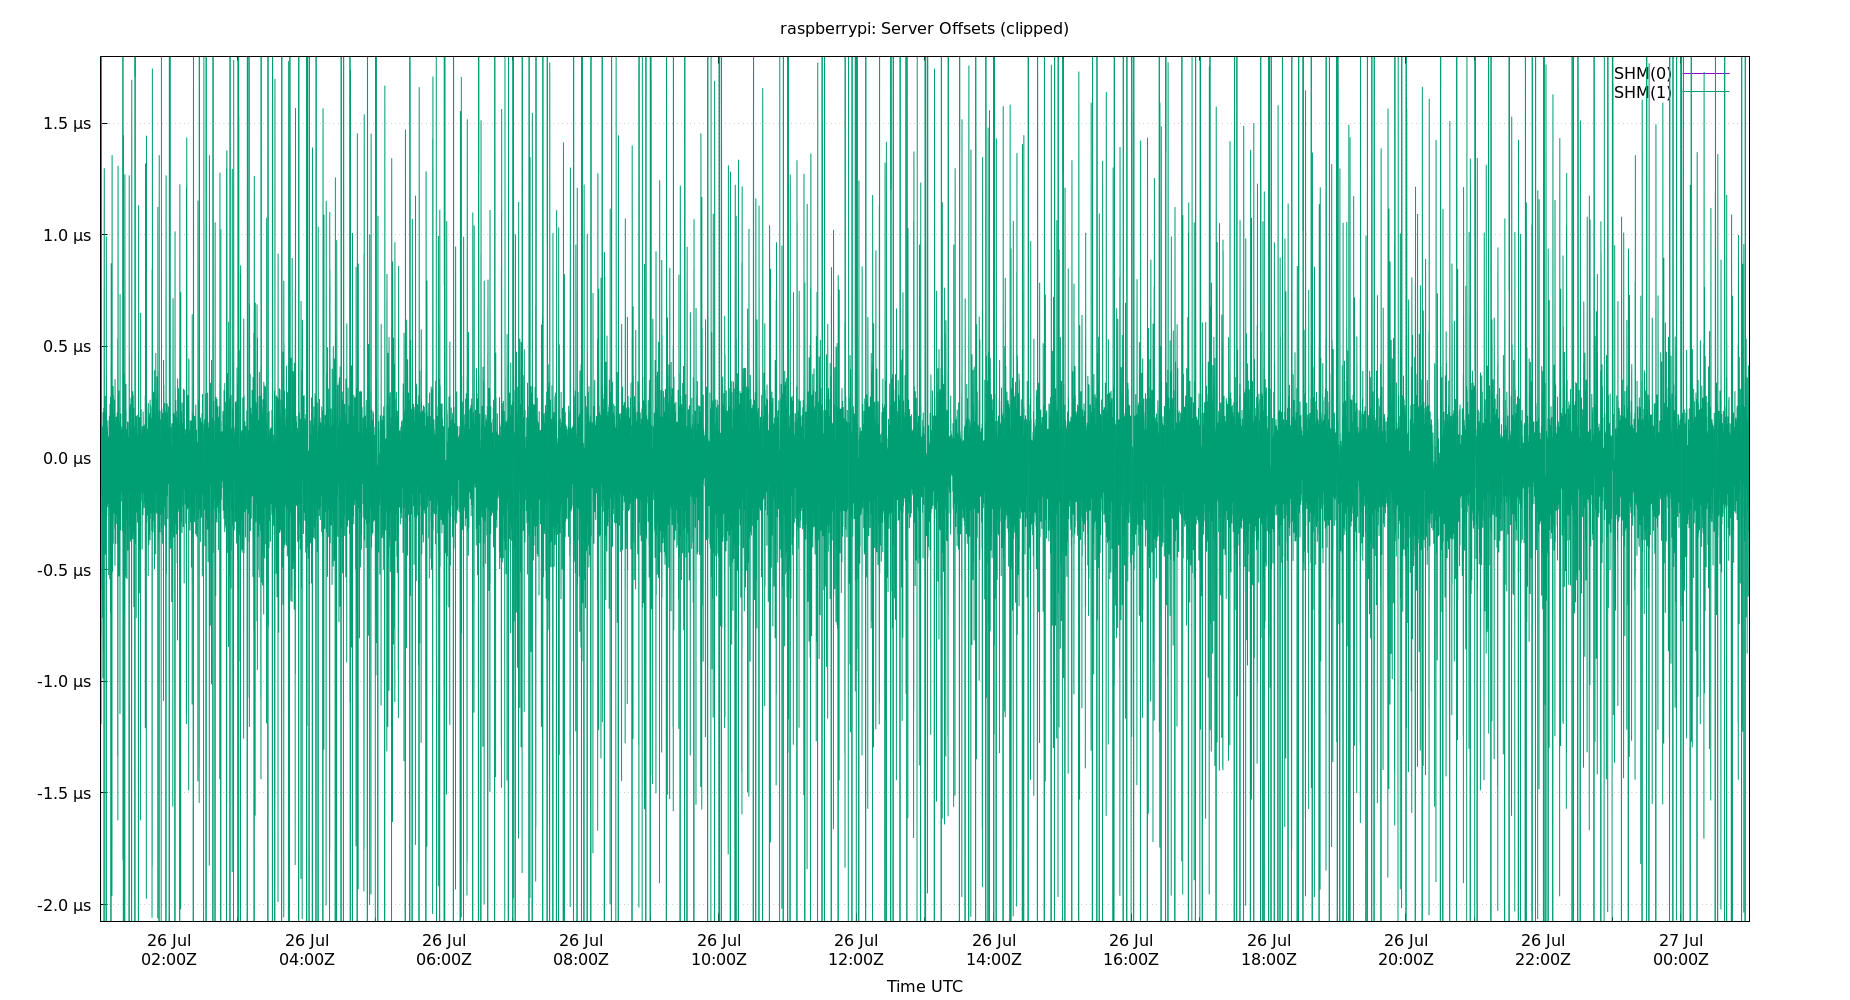 raspberrypi: Server Offsets (clipped)
SHM(0)
SHM(1)
1.5 µs
1.0 µs
0.5 µs
0.0 µs
-0.5 µs
-1.0 µs
-1.5 µs
-2.0 µs
26 Jul 26 Jul 26 Jul 26 Jul 26 Jul 26 Jul 26 Jul 26 Jul 26 Jul 26 Jul 26 Jul 27 Jul
02:00Z 04:00Z 06:00Z 08:00Z 10:00Z 12:00Z 14:00Z 16:00Z 18:00Z 20:00Z 22:00Z 00:00Z
Time UTC